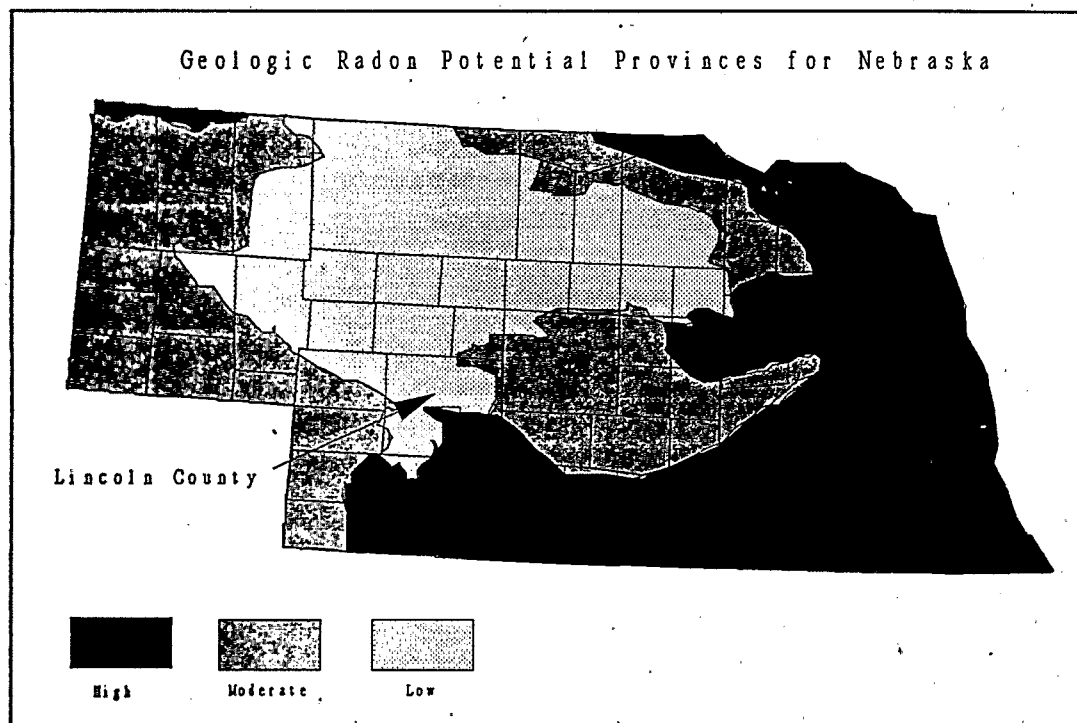 Geologic Radon Potential Provinces for Nebraska
Lincoln County
High
Moderate
Low